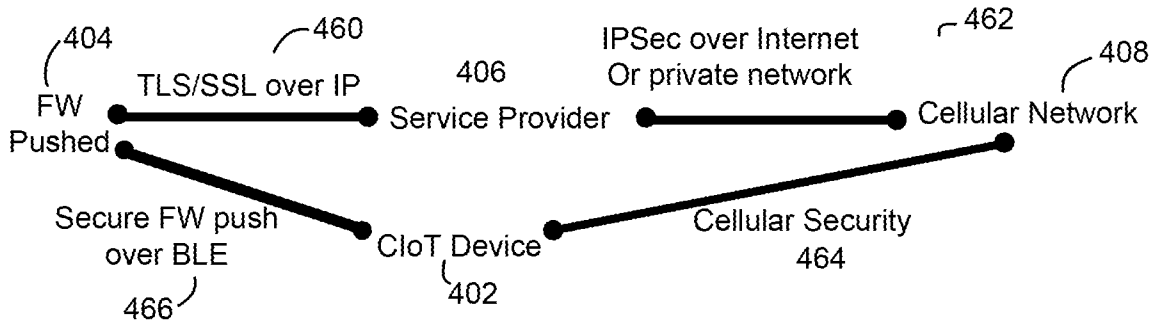 404
460
IPSec over Internet
Or private network
462
408
TLS/SSL over IP
406
FW
Pushed
Service Provider
Cellular Network
Secure FW push
over BLE
466
CIoT Device
402
Cellular Security
464